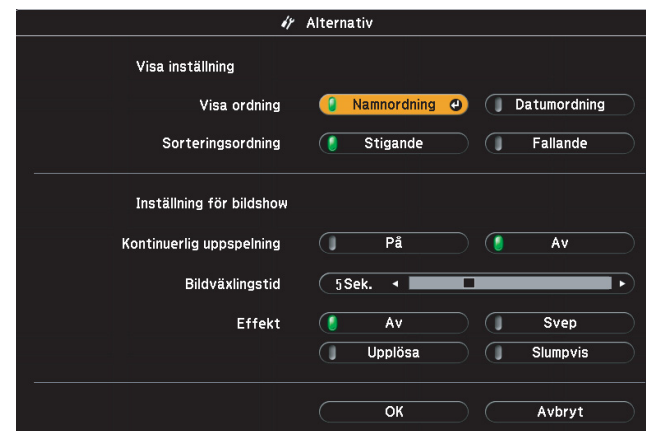 Alternativ
Visa inställning
Visa ordning Namnordning Datumordning
Sorteringsordning Stigande Fallande
Inställning för bildshow
Kontinuerlig uppspelning På Av
Bildväxlingstid 5Sek.
Effekt Av Svep
Upplösa Slumpvis
OK Avbryt